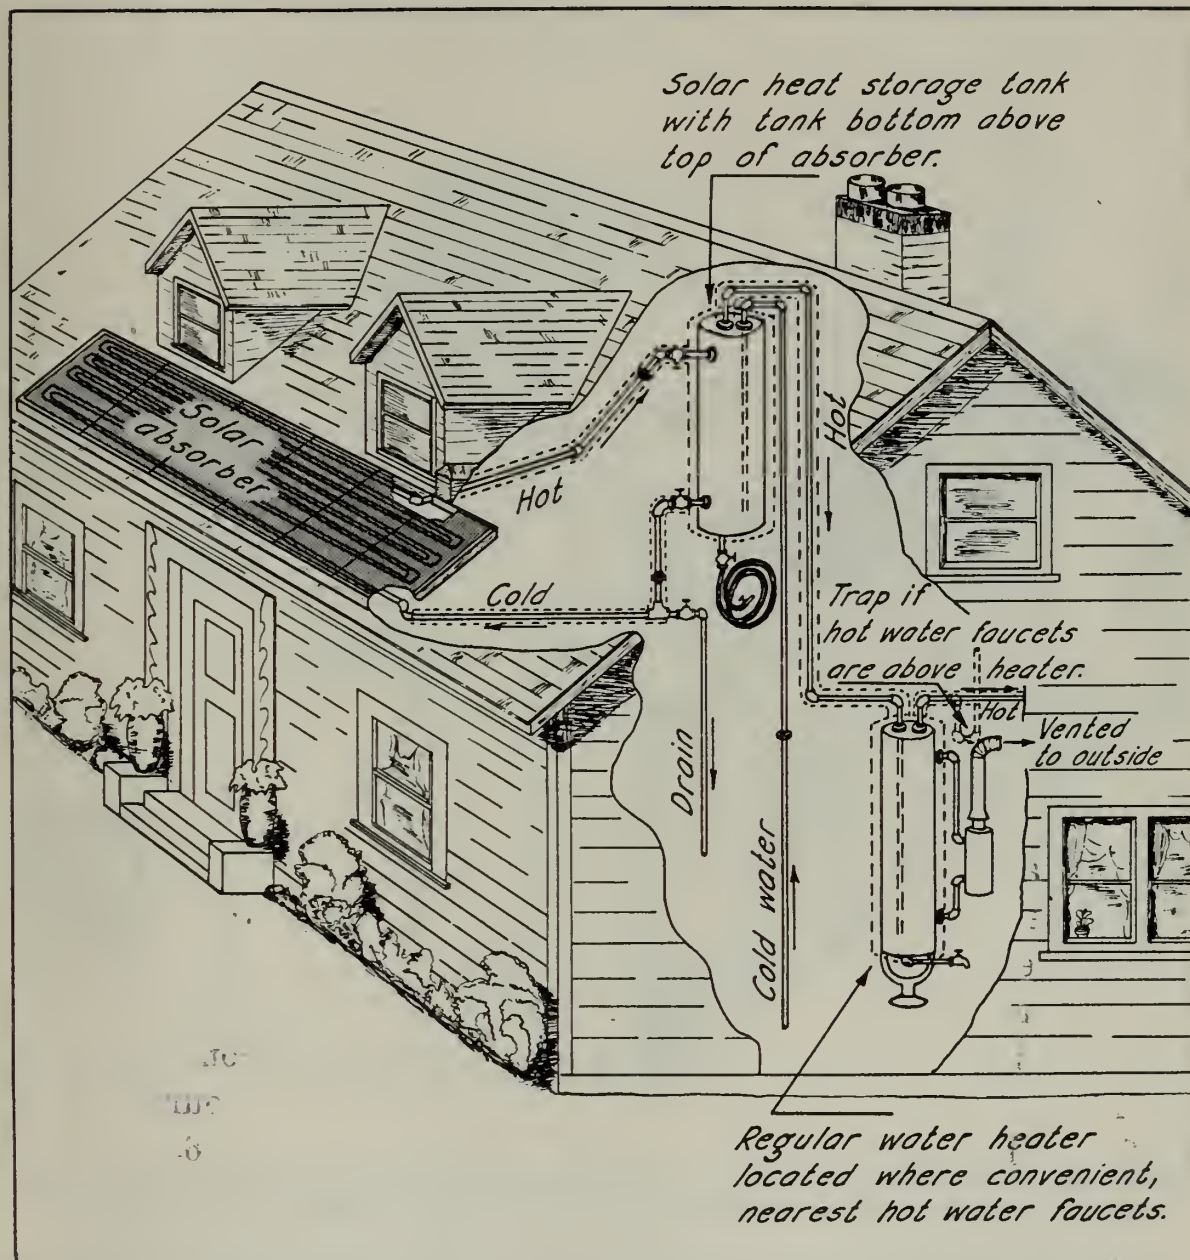 Solar heat storage tank
with tank bottom above
top of absorber.
Solar
absorber
Hot
Hot
Cold
Trap if
hot water faucets
are above heater.
Hot
Vented
to outside
Drain
Cold water
Regular water heater
located where convenient,
nearest hot water faucets.